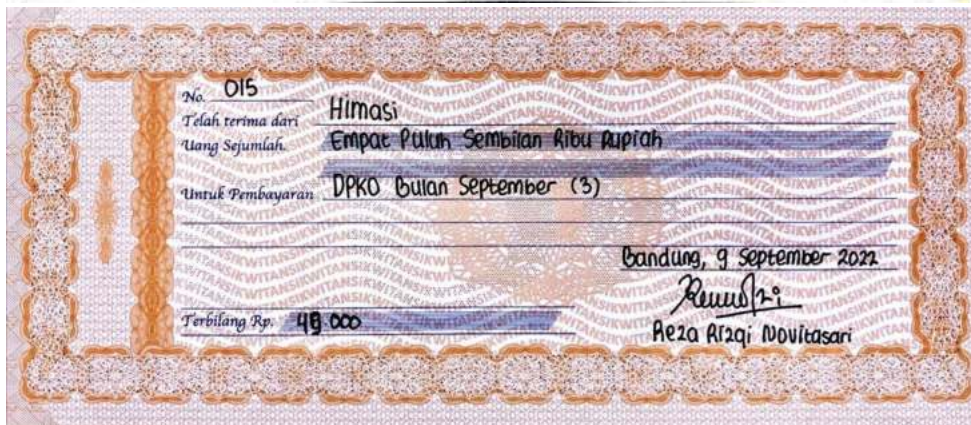 No. 015
Telah terima dari Himasi
Uang Sejumlah. Empat Puluh Sembilan Ribu Rupiah
Untuk Pembayaran DPKO Bulan September (3)
Bandung, 9 September 2022
Terbilang Rp. 49.000
Reza Rizqi Novitasari